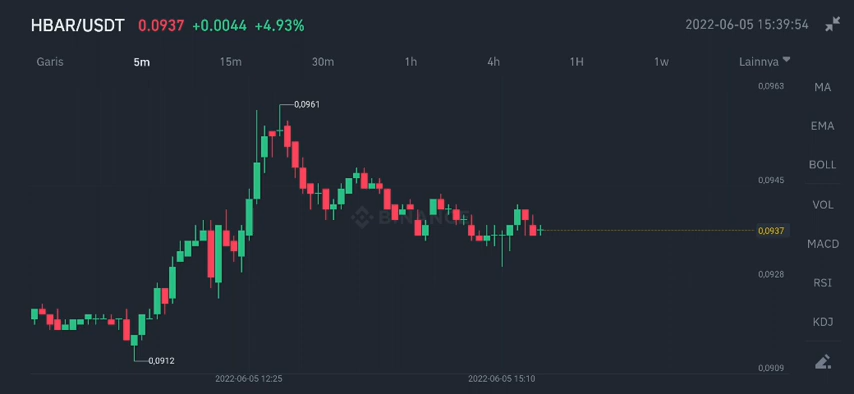 HBAR/USDT 0.0937 +0.0044 +4.93% 2022-06-05 15:39:54
Garis 5m 15m 30m 1h 4h 1H 1w Lainnya
0,0963
MA
0,0961
EMA
BOLL
0,0945
VOL
BINANCE
0,0937
MACD
0,0928
RSI
KDJ
0,0912
0,0909
2022-06-05 12:25 2022-06-05 15:10